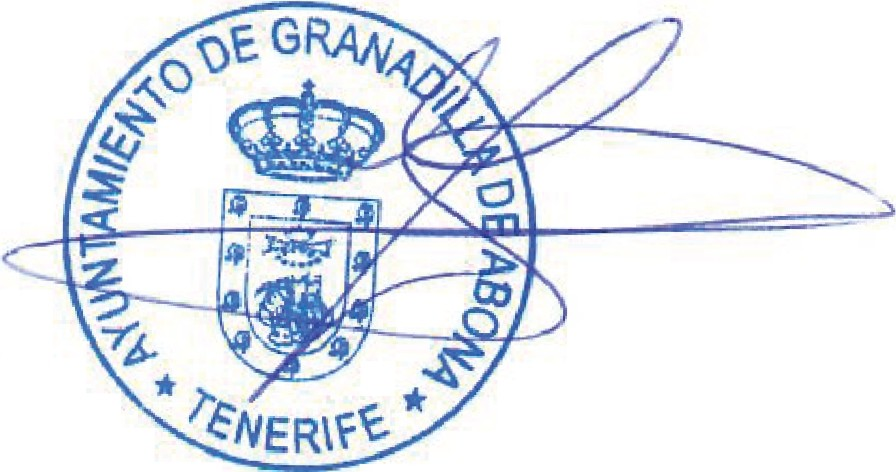 AYUNTAMIENTO DE GRANADILLA DE ABONA
★ TENERIFE ★